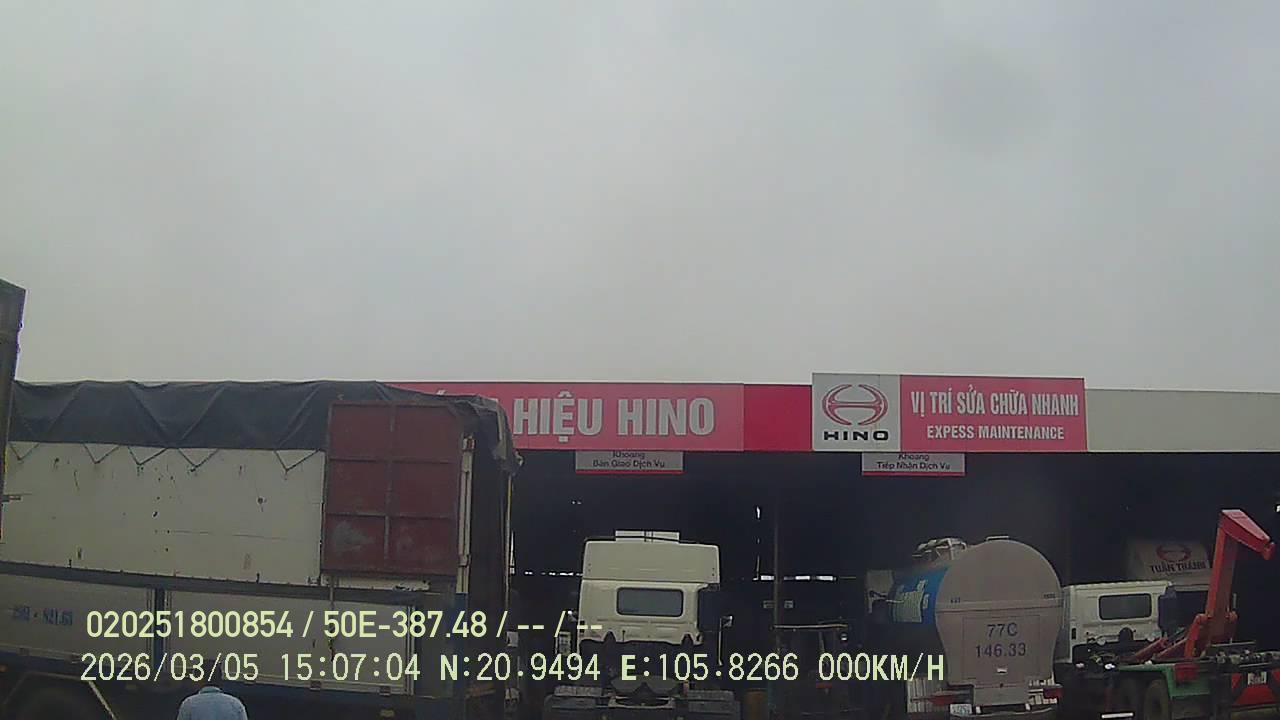 HIỆU HINO
HINO
VỊ TRÍ SỬA CHỮA NHANH
EXPESS MAINTENANCE
Khoang
Bàn Giao Dịch Vụ
Khoang
Tiếp Nhận Dịch Vụ
TUẤN THÀNH
77C
146.33
020251800854 / 50E-387.48 / -- / --
2026/03/05 15:07:04 N:20.9494 E:105.8266 000KM/H